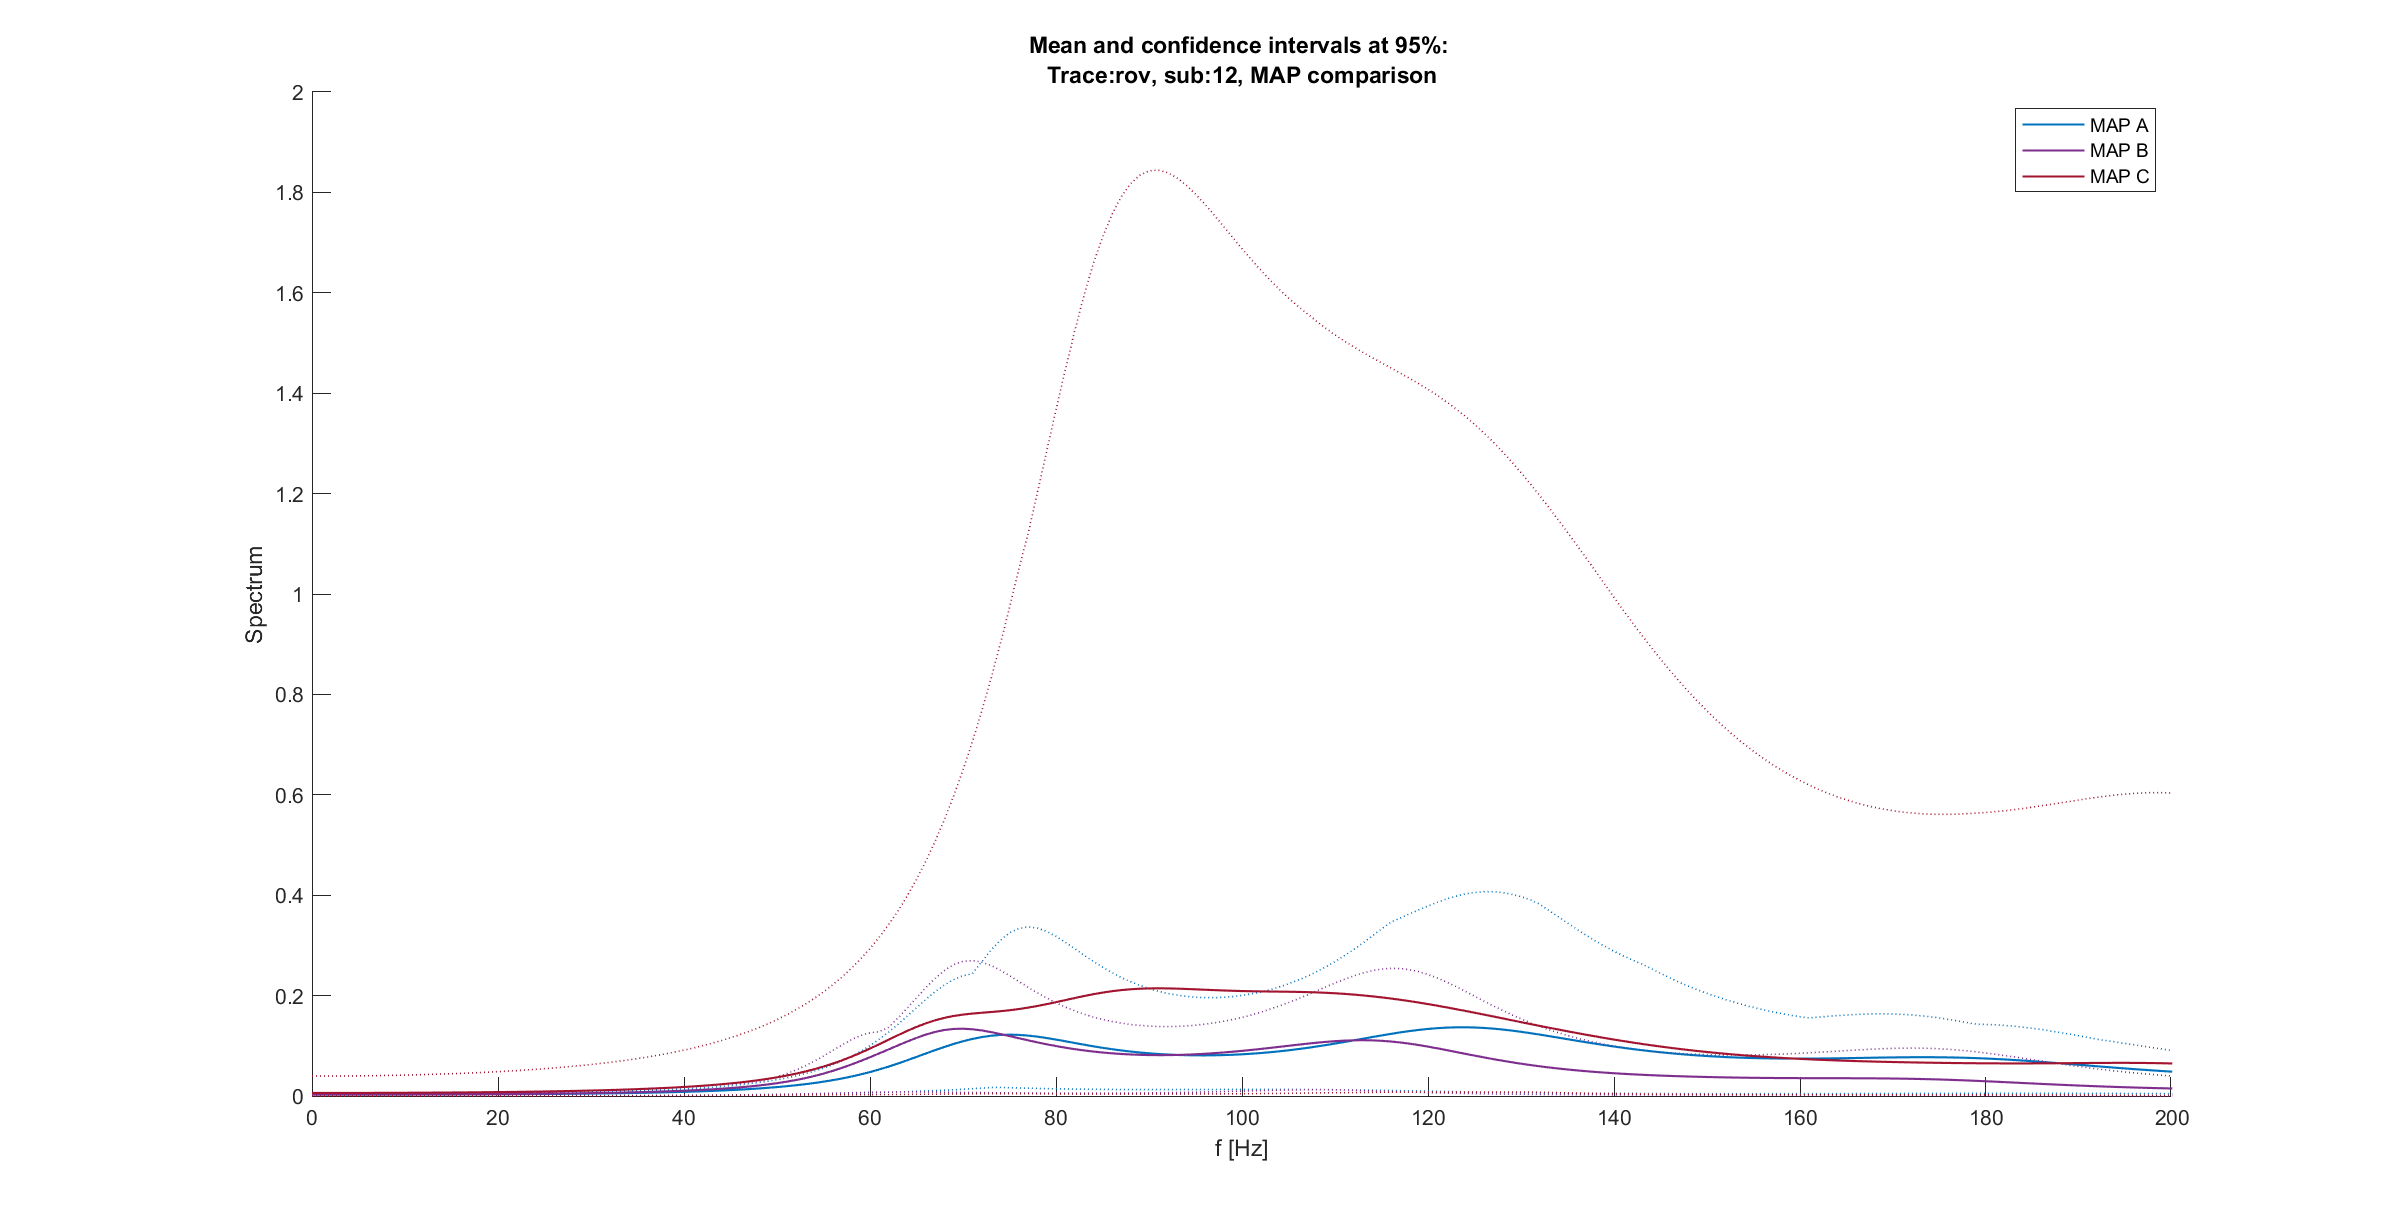 Mean and confidence intervals at 95%:
Trace:rov, sub:12, MAP comparison
MAP A
MAP B
MAP C
Spectrum
2
1.8
1.6
1.4
1.2
1
0.8
0.6
0.4
0.2
0
0 20 40 60 80 100 120 140 160 180 200
f [Hz]